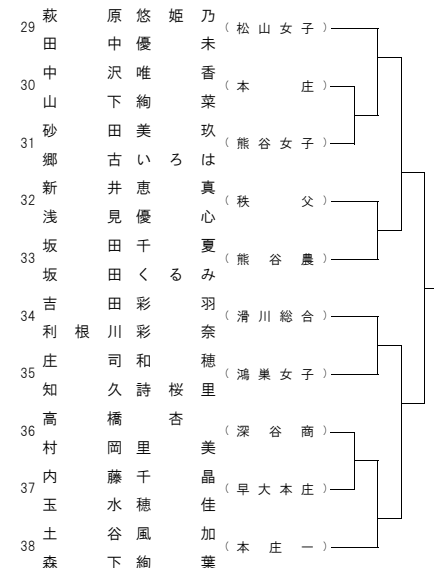 萩原悠姫乃
29 (松山女子)
田中優未
中沢唯香
30 (本庄)
山下絢菜
砂田美玖
31 (熊谷女子)
郷古いろは
新井恵真
32 (秩父)
浅見優心
坂田千夏
33 (熊谷農)
坂田くるみ
吉田彩羽
34 (滑川総合)
利根川彩奈
庄司和穂
35 (鴻巣女子)
知久詩桜里
高橋杏
36 (深谷商)
村岡里美
内藤千晶
37 (早大本庄)
玉水穂佳
土谷風加
38 (本庄一)
森下絢葉